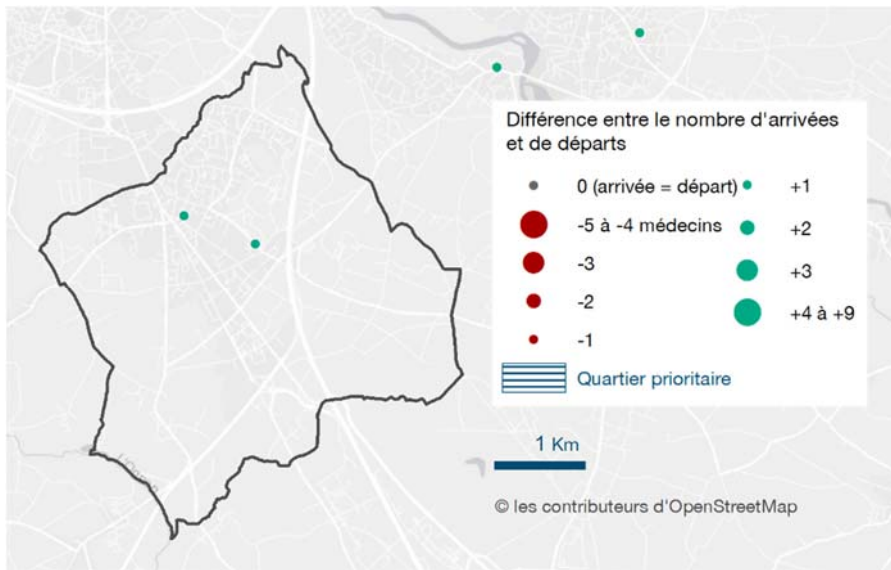 Différence entre le nombre d'arrivées
et de départs
0 (arrivée = départ)
-5 à -4 médecins
-3
-2
-1
+1
+2
+3
+4 à +9
Quartier prioritaire
1 Km
© les contributeurs d'OpenStreetMap